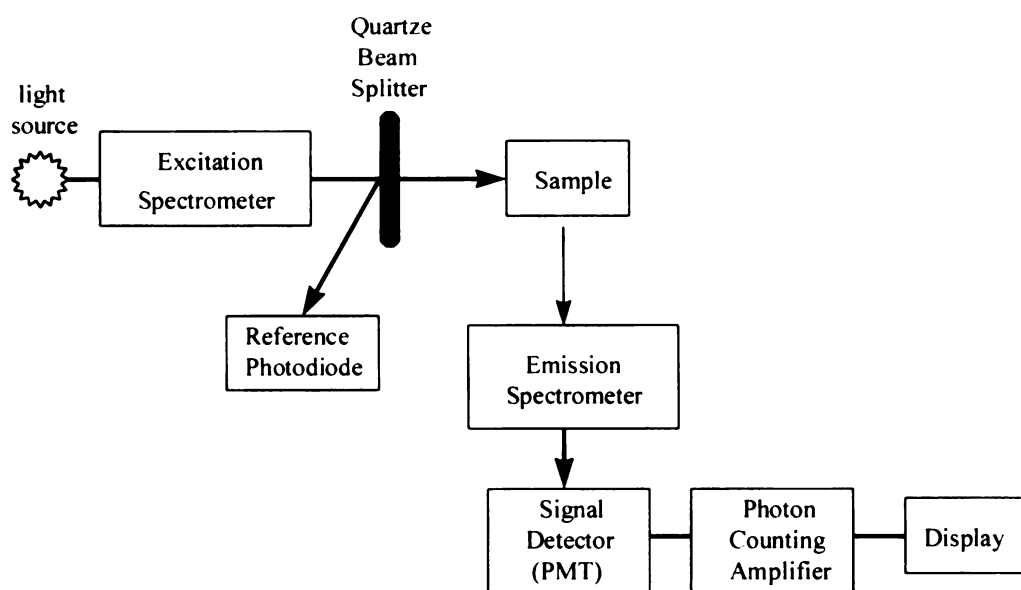 Quartze
Beam
Splitter
light
source
Excitation
Spectrometer
Sample
Reference
Photodiode
Emission
Spectrometer
Signal
Detector
(PMT)
Photon
Counting
Amplifier
Display